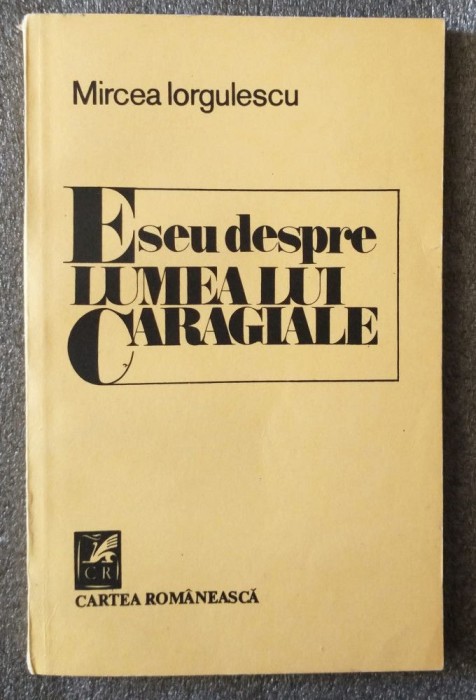 Mircea Iorgulescu
Eseu despre
LUMEA LUI
CARAGIALE
CR
CARTEA ROMÂNEASCĂ